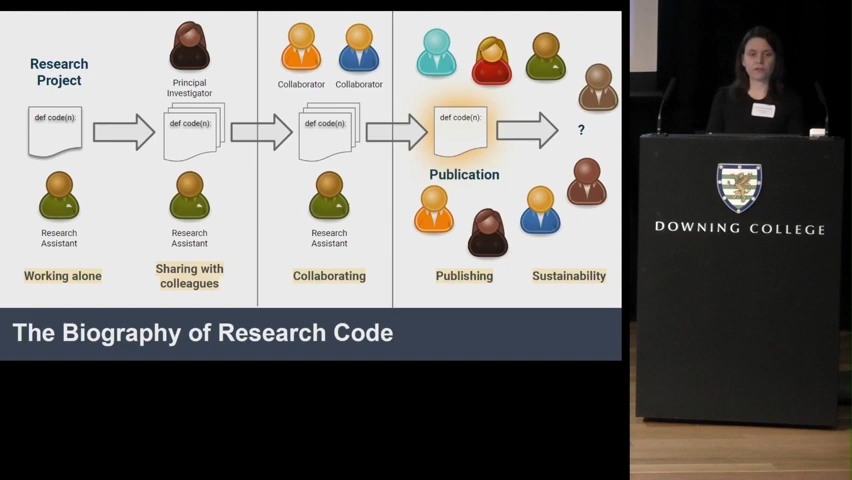 Research
Project
def code(n):
Research
Assistant
Working alone
Principal
Investigator
def code(n):
Research
Assistant
Sharing with
colleagues
Collaborator
Collaborator
def code(n):
Research
Assistant
Collaborating
def code(n):
Publication
Publishing
?
Sustainability
The Biography of Research Code
DOWNING COLLEGE